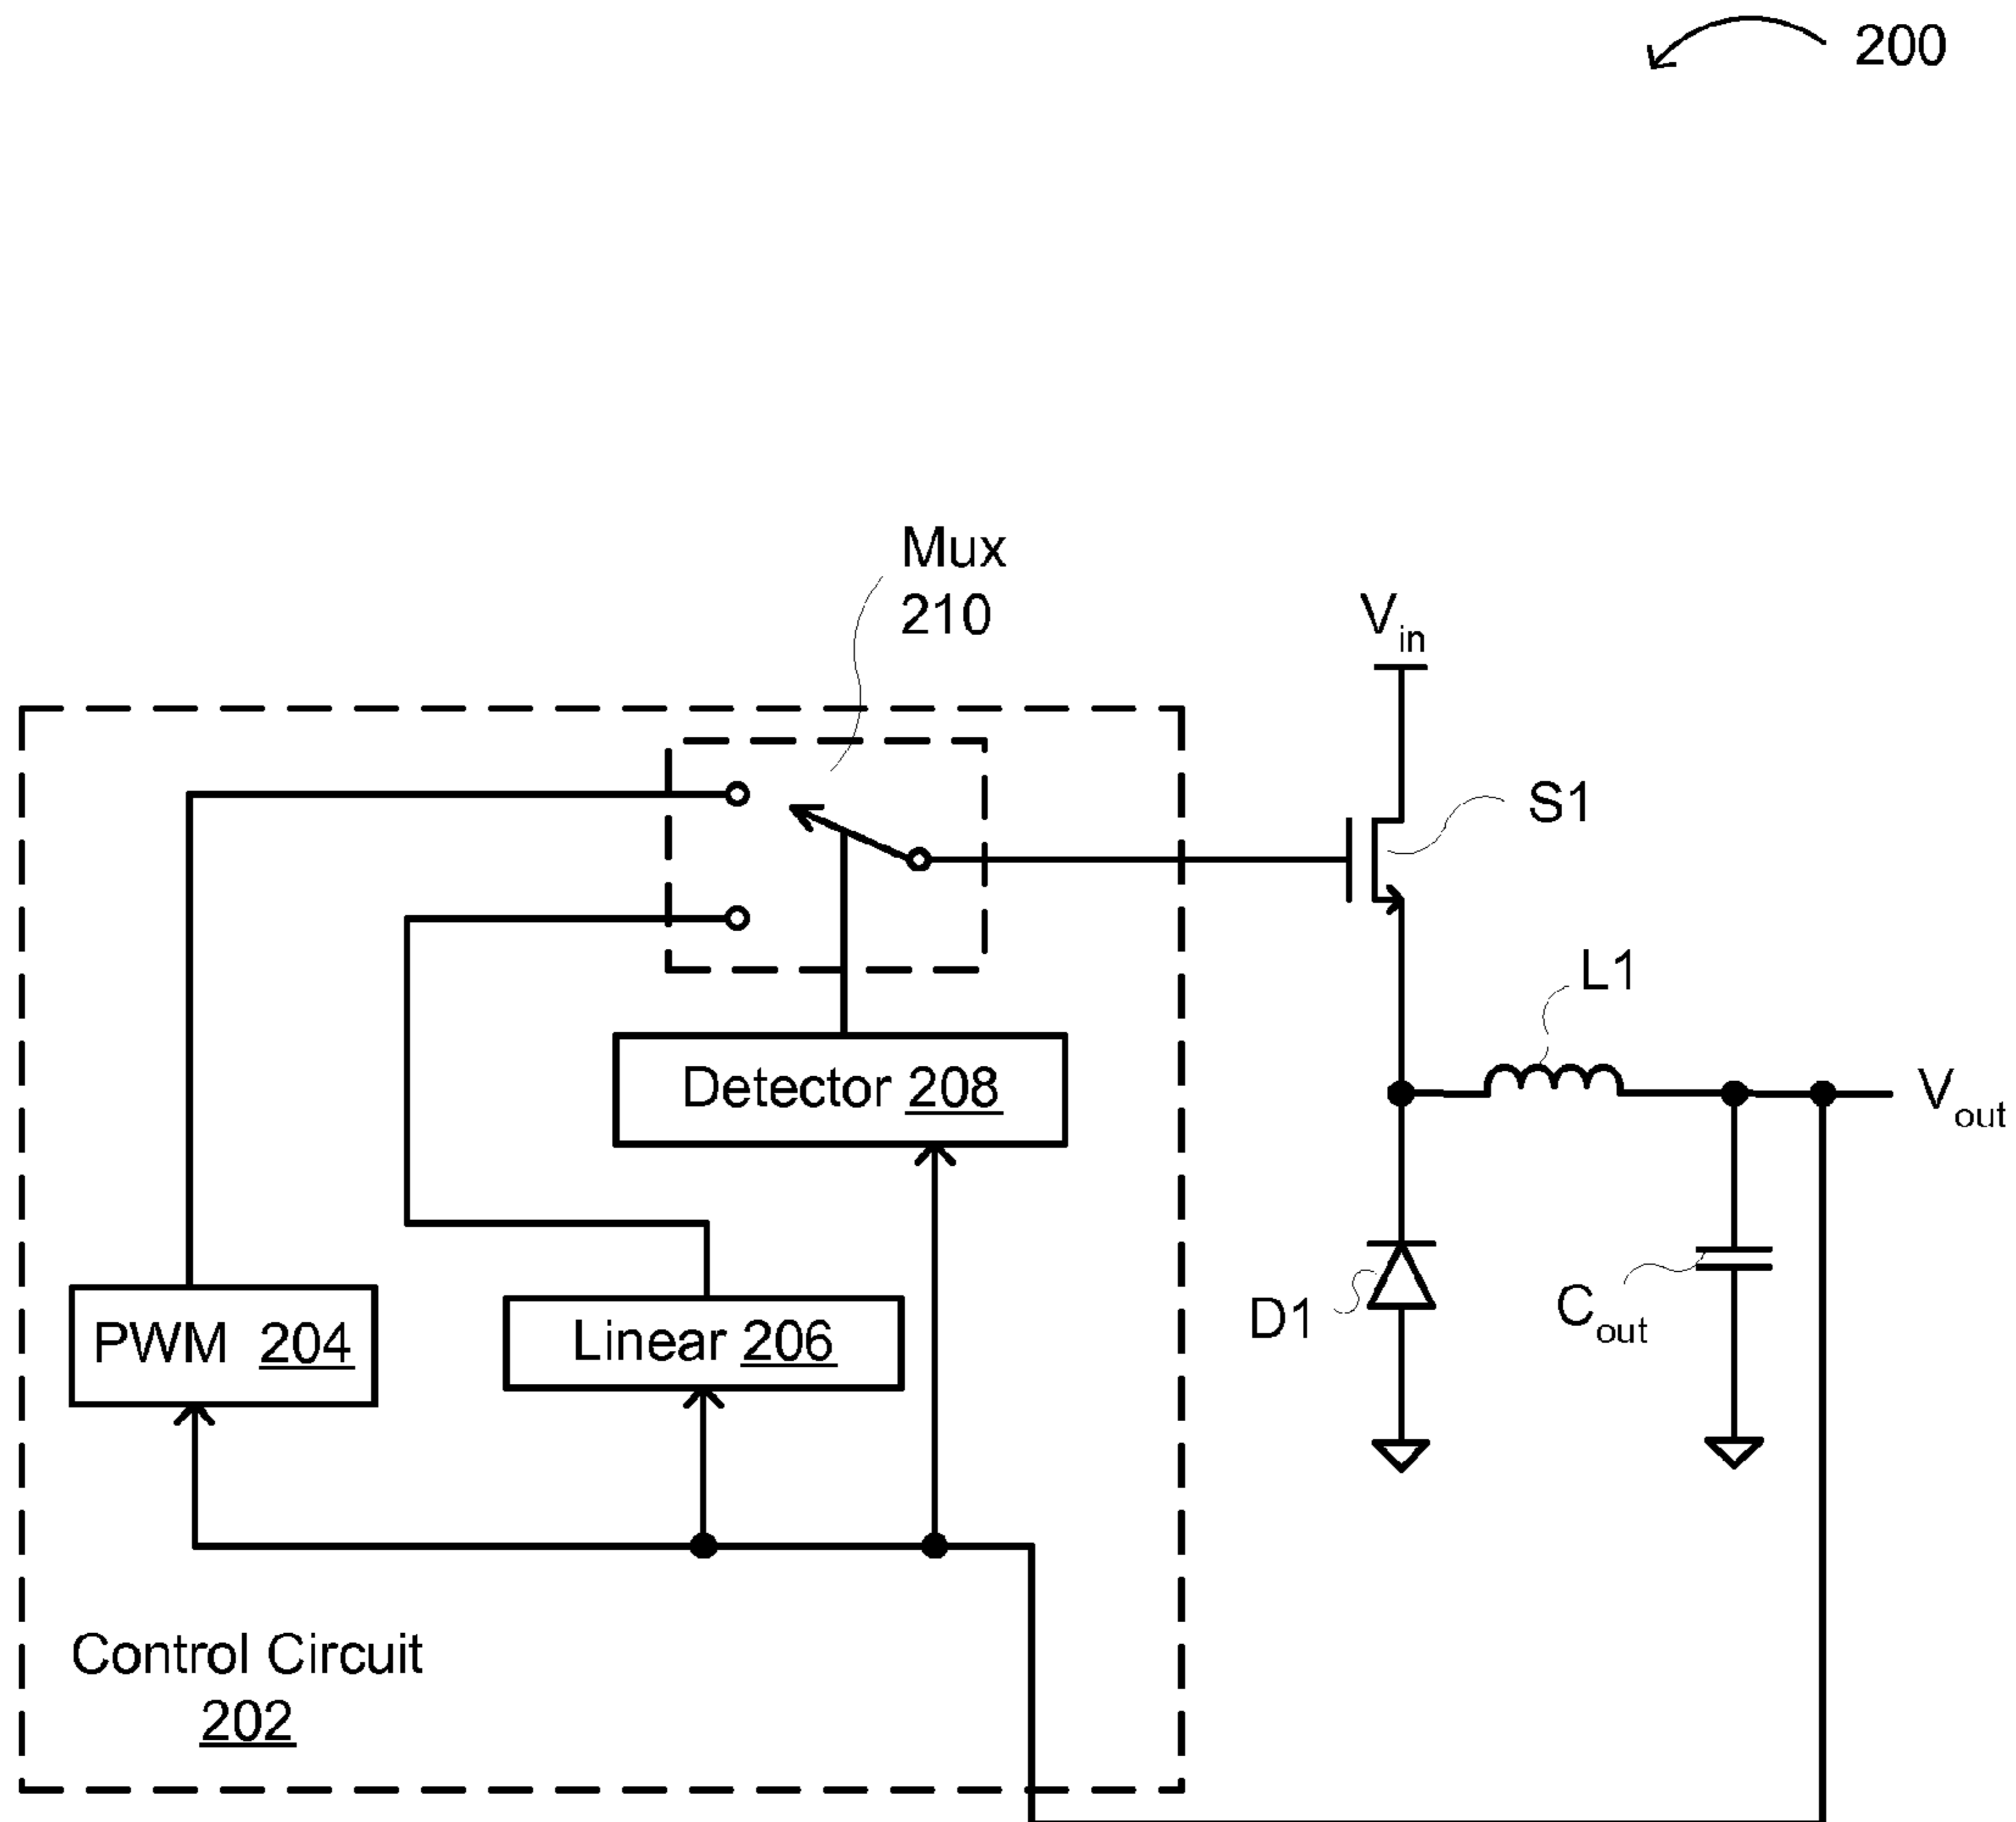 200
Mux
210
Vin
S1
L1
Detector 208
Vout
PWM 204
Linear 206
D1
Cout
Control Circuit
202